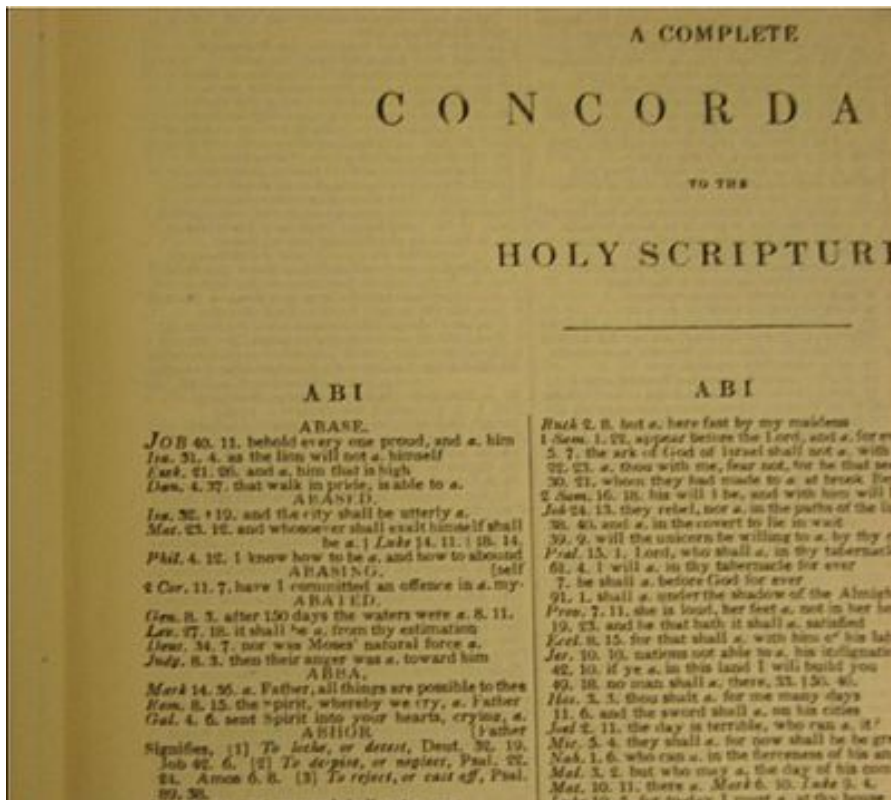 A COMPLETE
CONCORDA
TO THE
HOLY SCRIPTURE
ABI
ABASE.
JOB 40. 11. behold every one proud, and a. him
Isa. 31. 4. as the lion will not a. himself
Ezek. 21. 26. and a. him that is high
Dan. 4. 37. that walk in pride, is able to a.
ABASED.
Isa. 32. † 19. and the city shall be utterly a.
Mat. 23. 12. and whosoever shall exalt himself shall
be a. | Luke 14. 11. | 18. 14.
Phil. 4. 12. I know how to be a. and how to abound
ABASING. [self
2 Cor. 11. 7. have I committed an offence in a. my-
ABATED.
Gen. 8. 3. after 150 days the waters were a. 8. 11.
Lev. 27. 18. it shall be a. from thy estimation
Deut. 34. 7. nor was Moses' natural force a.
Judg. 8. 3. then their anger was a. toward him
ABBA.
Mark 14. 36. a. Father, all things are possible to thee
Rom. 8. 15. the Spirit, whereby we cry, a. Father
Gal. 4. 6. sent Spirit into your hearts, crying, a.
ABHOR [Father
Signifies, [1] To lothe, or detest, Deut. 32. 19.
Job 42. 6. [2] To despise, or neglect, Psal. 22.
24. Amos 6. 8. [3] To reject, or cast off, Psal.
89. 38.
ABI
Ruth 2. 8. but a. here fast by my maidens
1 Sam. 1. 22. appear before the Lord, and a. for ev
5. 7. the ark of God of Israel shall not a. with
22. 23. a. thou with me, fear not, for he that se
30. 21. whom they had made to a. at brook Be
2 Sam. 16. 18. his will I be, and with him will
Job 24. 13. they rebel, nor a. in the paths of the l
38. 40. and a. in the covert to lie in wait
39. 9. will the unicorn be willing to a. by thy c
Psal. 15. 1. Lord, who shall a. in thy tabernacle
61. 4. I will a. in thy tabernacle for ever
7. he shall a. before God for ever
91. 1. shall a. under the shadow of the Almigh
Prov. 7. 11. she is loud, her feet a. not in her h
19. 23. and he that hath it shall a. satisfied
Eccl. 8. 15. for that shall a. with him of his la
Jer. 10. 10. nations not able to a. his indignatio
42. 10. if ye a. in this land I will build you
49. 18. no man shall a. there, 33. | 50. 40.
Hos. 3. 3. thou shalt a. for me many days
11. 6. and the sword shall a. on his cities
Joel 2. 11. the day is terrible, who can a. it?
Mic. 5. 4. they shall a. for now shall he be gre
Nah. 1. 6. who can a. in the fierceness of his an
Mal. 3. 2. but who may a. the day of his com
Mat. 10. 11. there a. Mark 6. 10. Luke 9. 4.